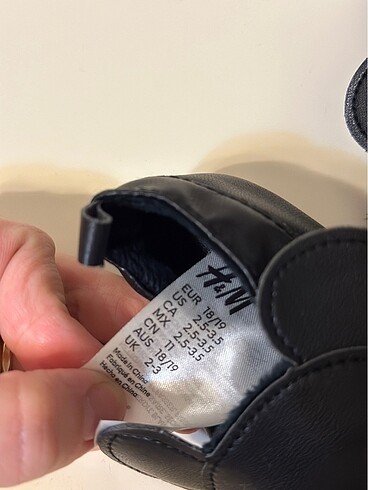 H&M
EUR 18/19
US 2.5-3.5
CA 2.5-3.5
MX 11
CN 2.5-3.5
AUS 18/19
UK 2-3
Made in China
Fabriqué en Chine
Hecho en China